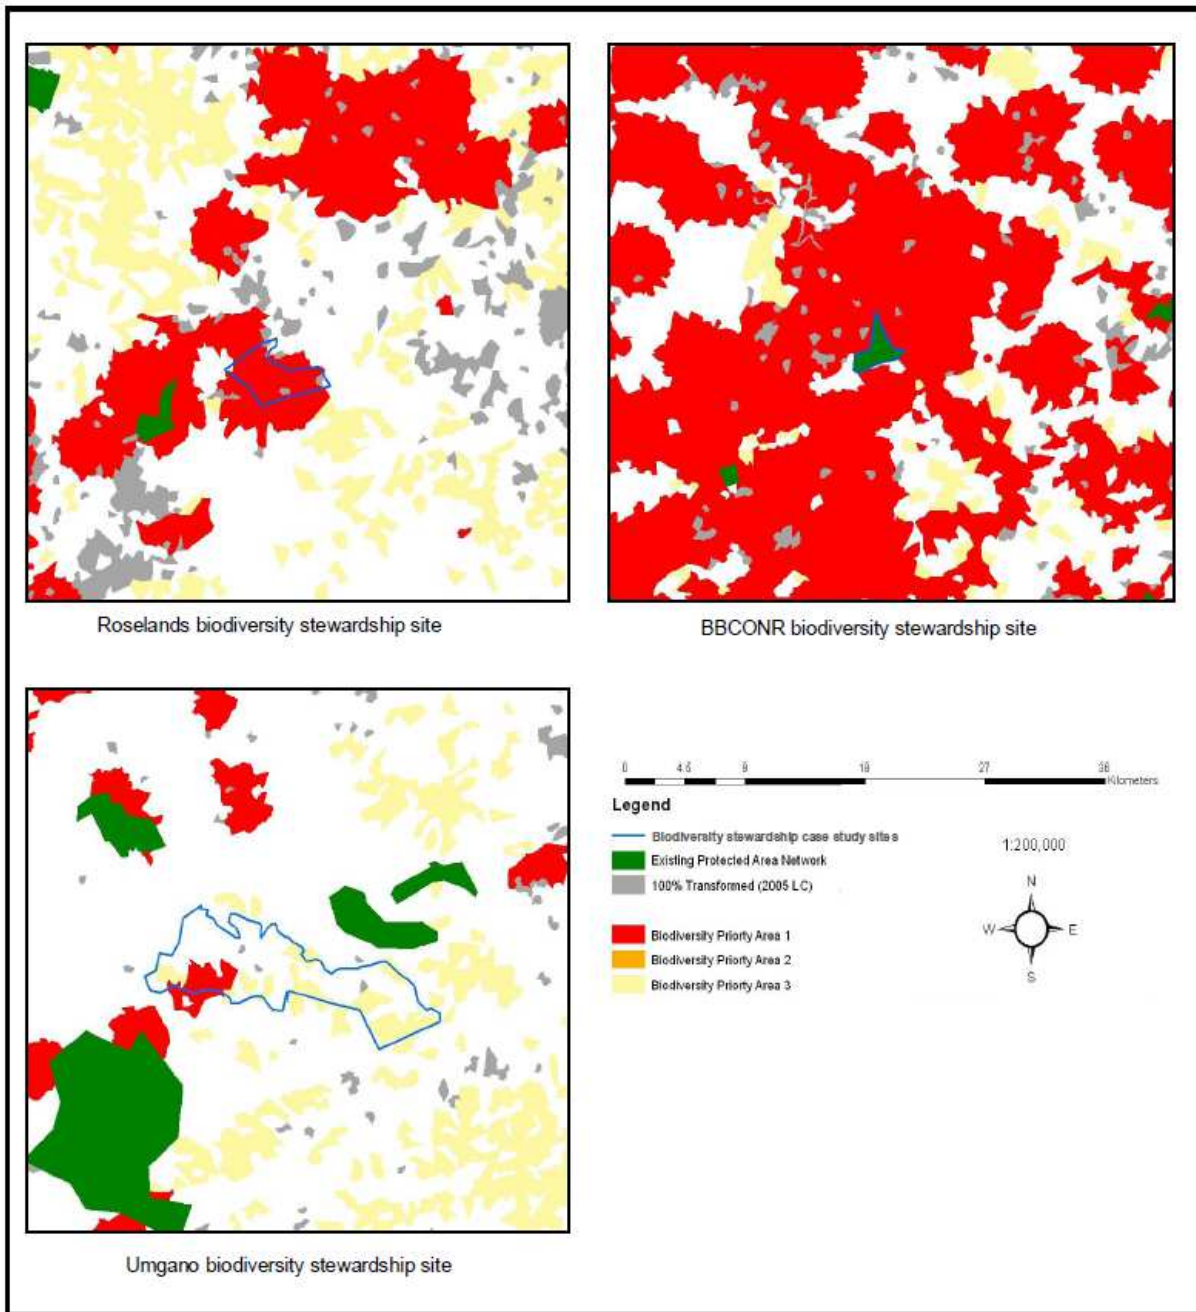 Roselands biodiversity stewardship site
BBCONR biodiversity stewardship site
0 4.5 9 18 27 36
Kilometers
Legend
Biodiversity stewardship case study sites
Existing Protected Area Network
100% Transformed (2005 LC)
Biodiversity Priorty Area 1
Biodiversity Priorty Area 2
Biodiversity Priorty Area 3
1:200,000
N
W E
S
Umgano biodiversity stewardship site